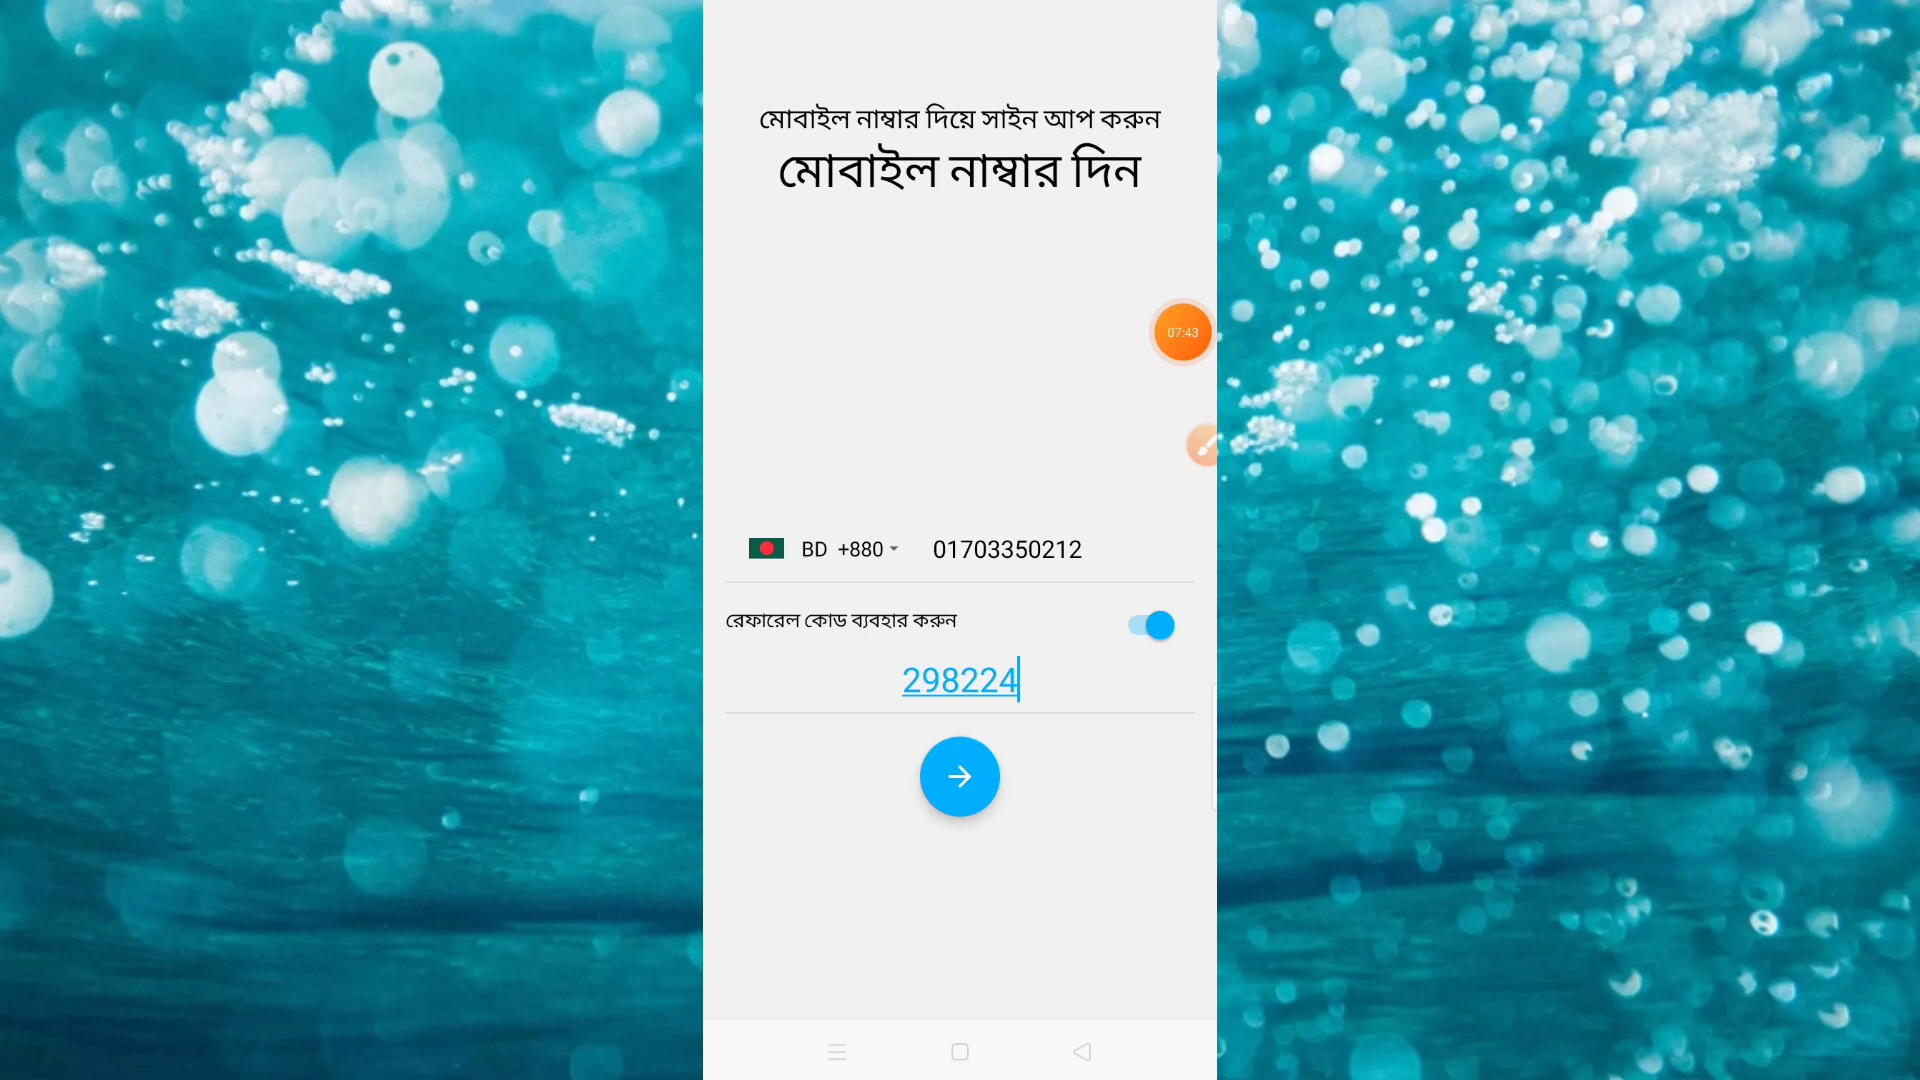 মোবাইল নাম্বার দিয়ে সাইন আপ করুন
মোবাইল নাম্বার দিন
07:43
BD +880 01703350212
রেফারেল কোড ব্যবহার করুন
298224